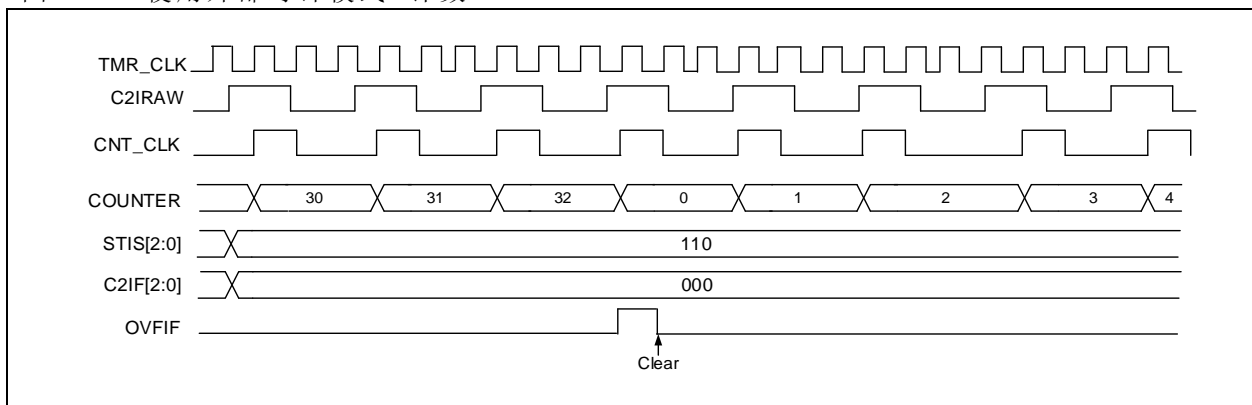 TMR_CLK
C2IRAW
CNT_CLK
COUNTER 30 31 32 0 1 2 3 4
STIS[2:0] 110
C2IF[2:0] 000
OVFIF
Clear